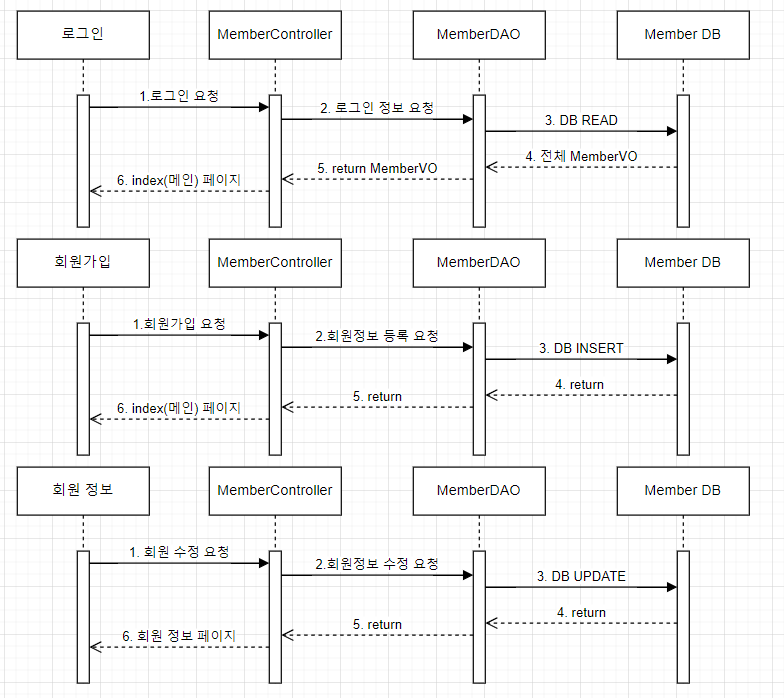 로그인
MemberController
MemberDAO
Member DB
1.로그인 요청
2. 로그인 정보 요청
3. DB READ
4. 전체 MemberVO
5. return MemberVO
6. index(메인) 페이지
회원가입
MemberController
MemberDAO
Member DB
1.회원가입 요청
2.회원정보 등록 요청
3. DB INSERT
4. return
5. return
6. index(메인) 페이지
회원 정보
MemberController
MemberDAO
Member DB
1. 회원 수정 요청
2.회원정보 수정 요청
3. DB UPDATE
4. return
5. return
6. 회원 정보 페이지